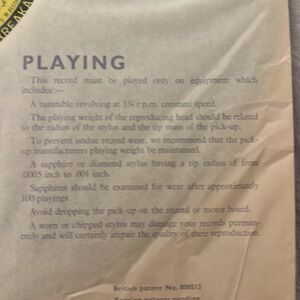 PLAYING
This record must be played only on equipment which
includes:—
A turntable revolving at 33⅓ r.p.m. constant speed.
The playing weight of the reproducing head should be related
to the radius of the stylus and the tip mass of the pick-up.
To prevent undue record wear, we recommend that the pick-
up manufacturers playing weight be maintained.
A sapphire or diamond stylus having a tip radius of from
.0005 inch to .001 inch.
Sapphires should be examined for wear after approximately
100 playings.
Avoid dropping the pick-up on the record or motor board.
A worn or chipped stylus may damage your records perman-
ently and will certainly impair the quality of their reproduction.
British patent No. 800513
Foreign patents pending